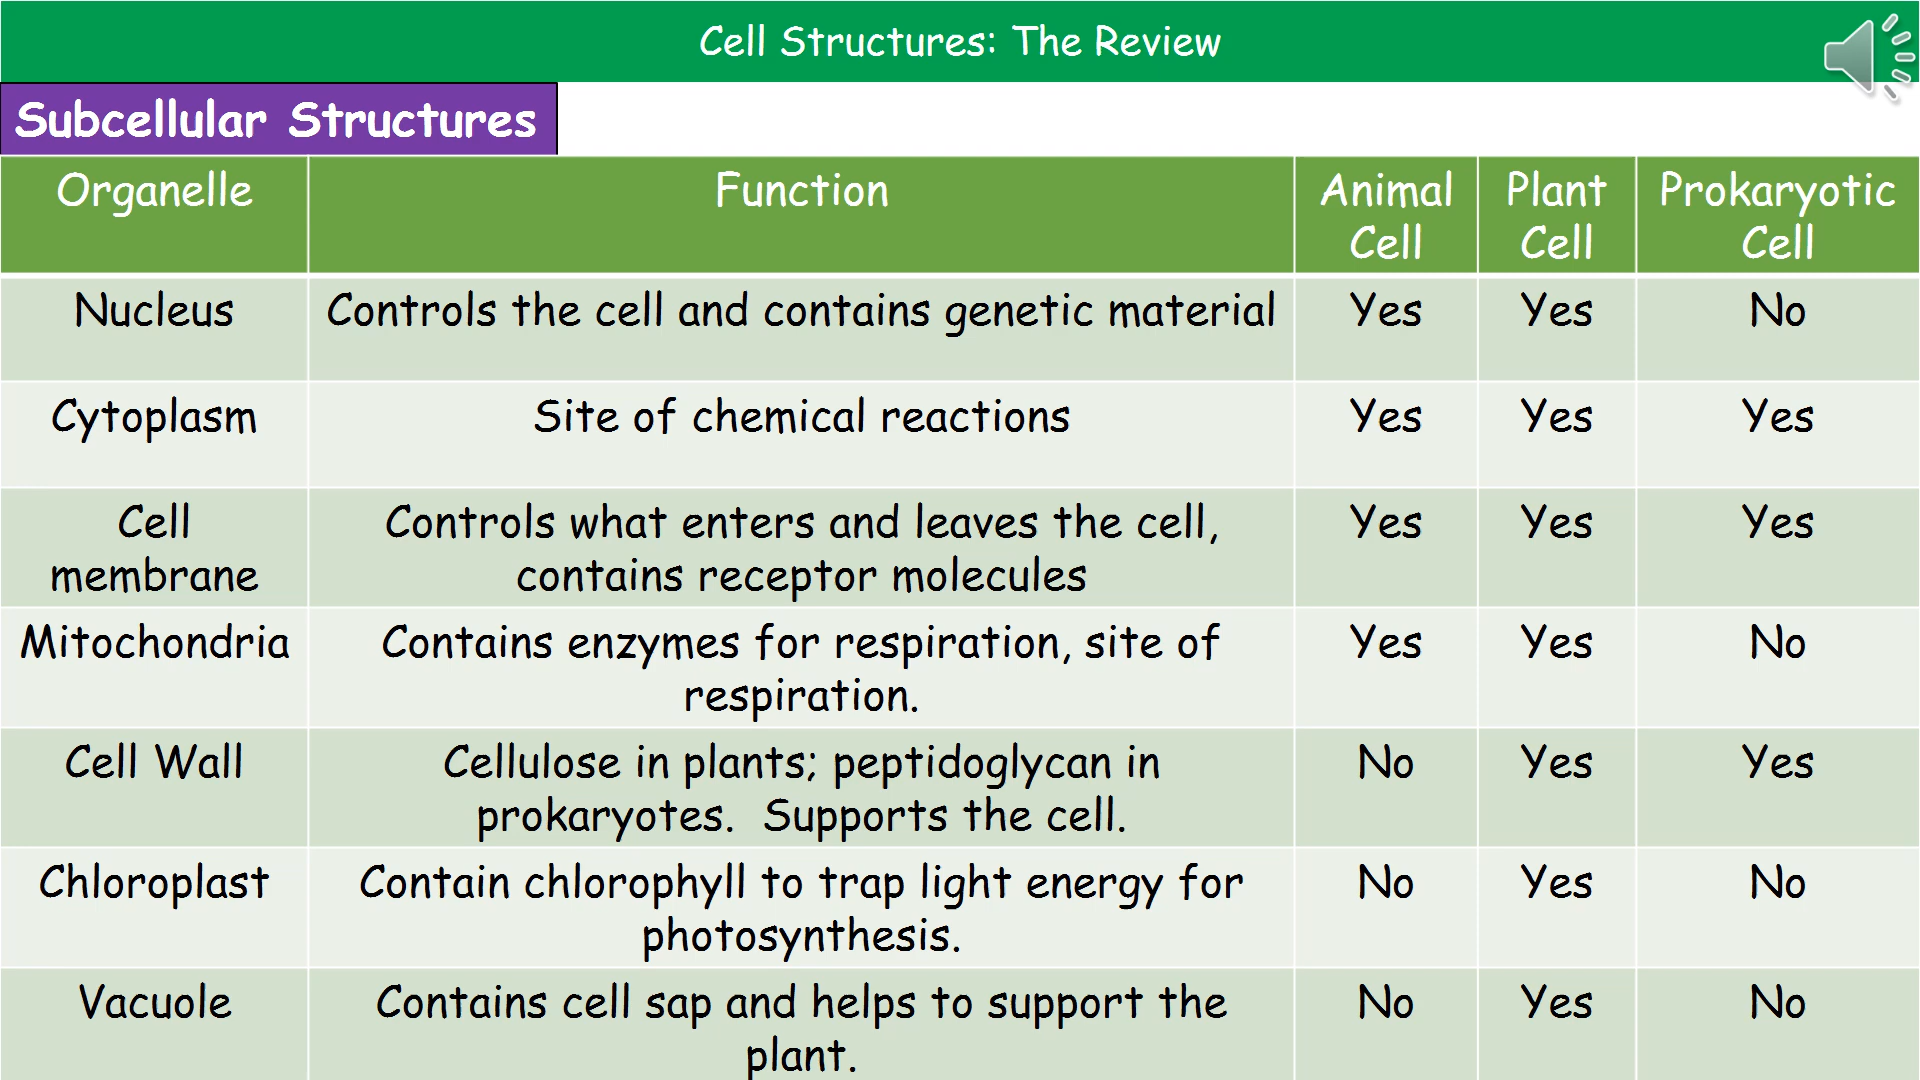 Cell Structures: The Review
Subcellular Structures
Organelle
Function
Animal
Cell
Plant
Cell
Prokaryotic
Cell
Nucleus
Controls the cell and contains genetic material
Yes
Yes
No
Cytoplasm
Site of chemical reactions
Yes
Yes
Yes
Cell
membrane
Controls what enters and leaves the cell,
contains receptor molecules
Yes
Yes
Yes
Mitochondria
Contains enzymes for respiration, site of
respiration.
Yes
Yes
No
Cell Wall
Cellulose in plants; peptidoglycan in
prokaryotes.  Supports the cell.
No
Yes
Yes
Chloroplast
Contain chlorophyll to trap light energy for
photosynthesis.
No
Yes
No
Vacuole
Contains cell sap and helps to support the
plant.
No
Yes
No